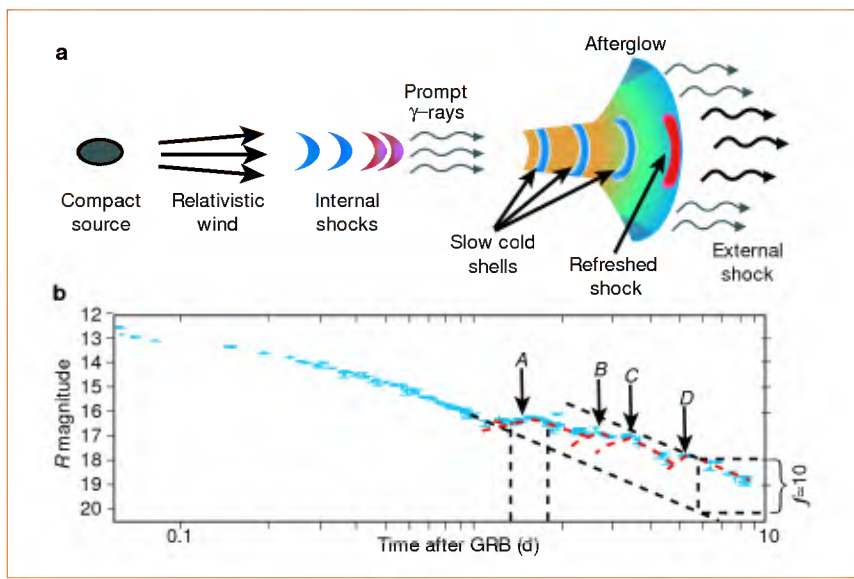 a
Afterglow
Prompt
γ–rays
Compact
source
Relativistic
wind
Internal
shocks
Slow cold
shells
Refreshed
shock
External
shock
b
12
13
14
15
16
17
18
19
20
R magnitude
A
B
C
D
f=10
0.1
10
Time after GRB (d)